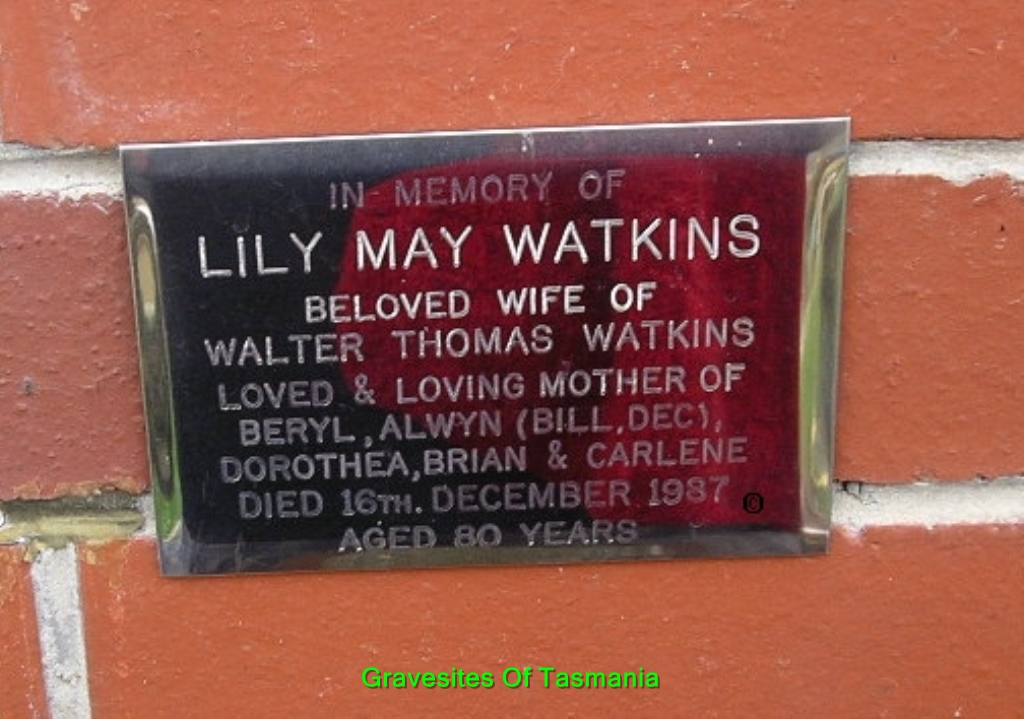 IN MEMORY OF
LILY MAY WATKINS
BELOVED WIFE OF
WALTER THOMAS WATKINS
LOVED & LOVING MOTHER OF
BERYL, ALWYN (BILL, DEC),
DOROTHEA, BRIAN & CARLENE
DIED 16TH. DECEMBER 1987
©
AGED 80 YEARS
Gravesites Of Tasmania